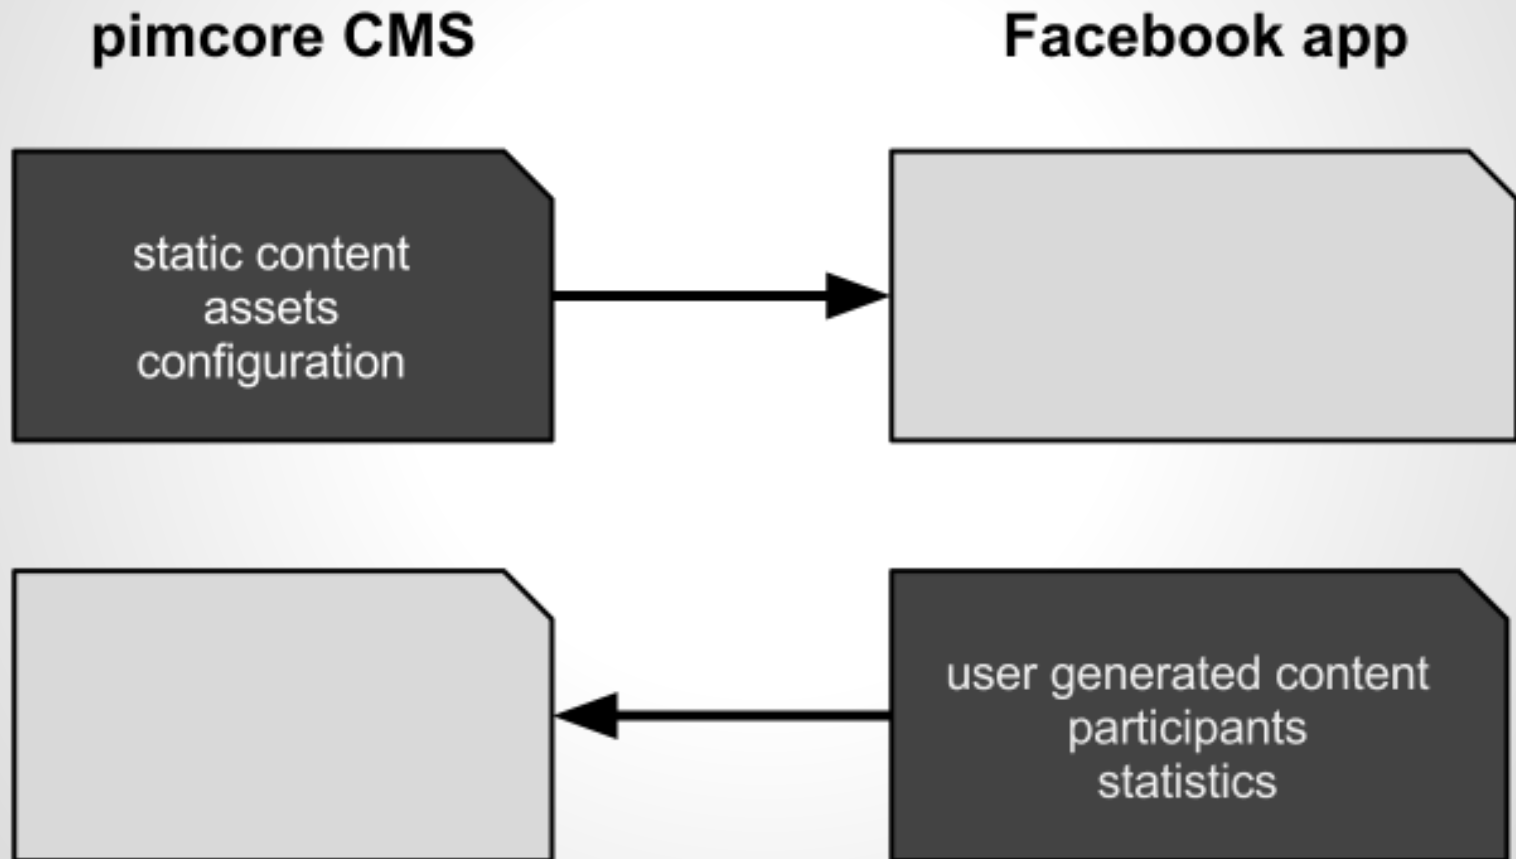 pimcore CMS
Facebook app
static content
assets
configuration
user generated content
participants
statistics